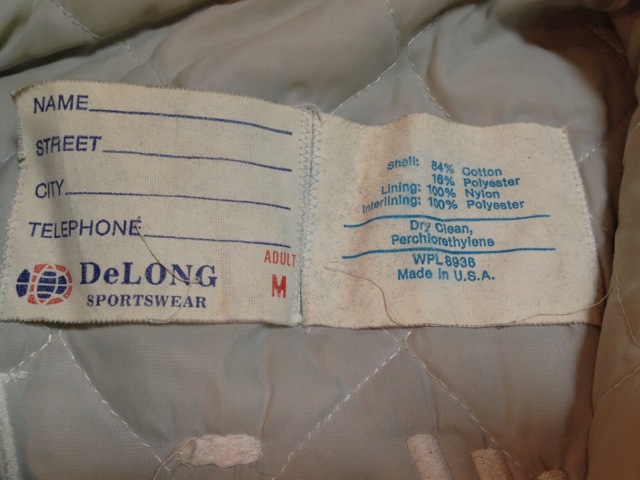 NAME
STREET
CITY
TELEPHONE
ADULT
M
DeLONG
SPORTSWEAR
Shell: 84% Cotton
16% Polyester
Lining: 100% Nylon
Interlining: 100% Polyester
Dry Clean,
Perchlorethylene
WPL 8936
Made In U.S.A.